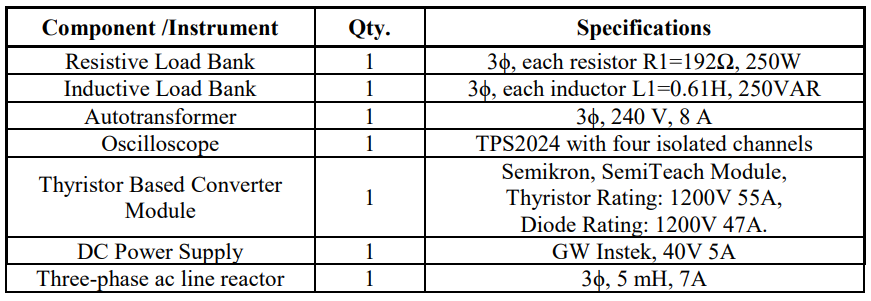 Component /Instrument Qty. Specifications
Resistive Load Bank 1 3ϕ, each resistor R1=192Ω, 250W
Inductive Load Bank 1 3ϕ, each inductor L1=0.61H, 250VAR
Autotransformer 1 3ϕ, 240 V, 8 A
Oscilloscope 1 TPS2024 with four isolated channels
Thyristor Based Converter Module 1 Semikron, SemiTeach Module,
Thyristor Rating: 1200V 55A,
Diode Rating: 1200V 47A.
DC Power Supply 1 GW Instek, 40V 5A
Three-phase ac line reactor 1 3ϕ, 5 mH, 7A